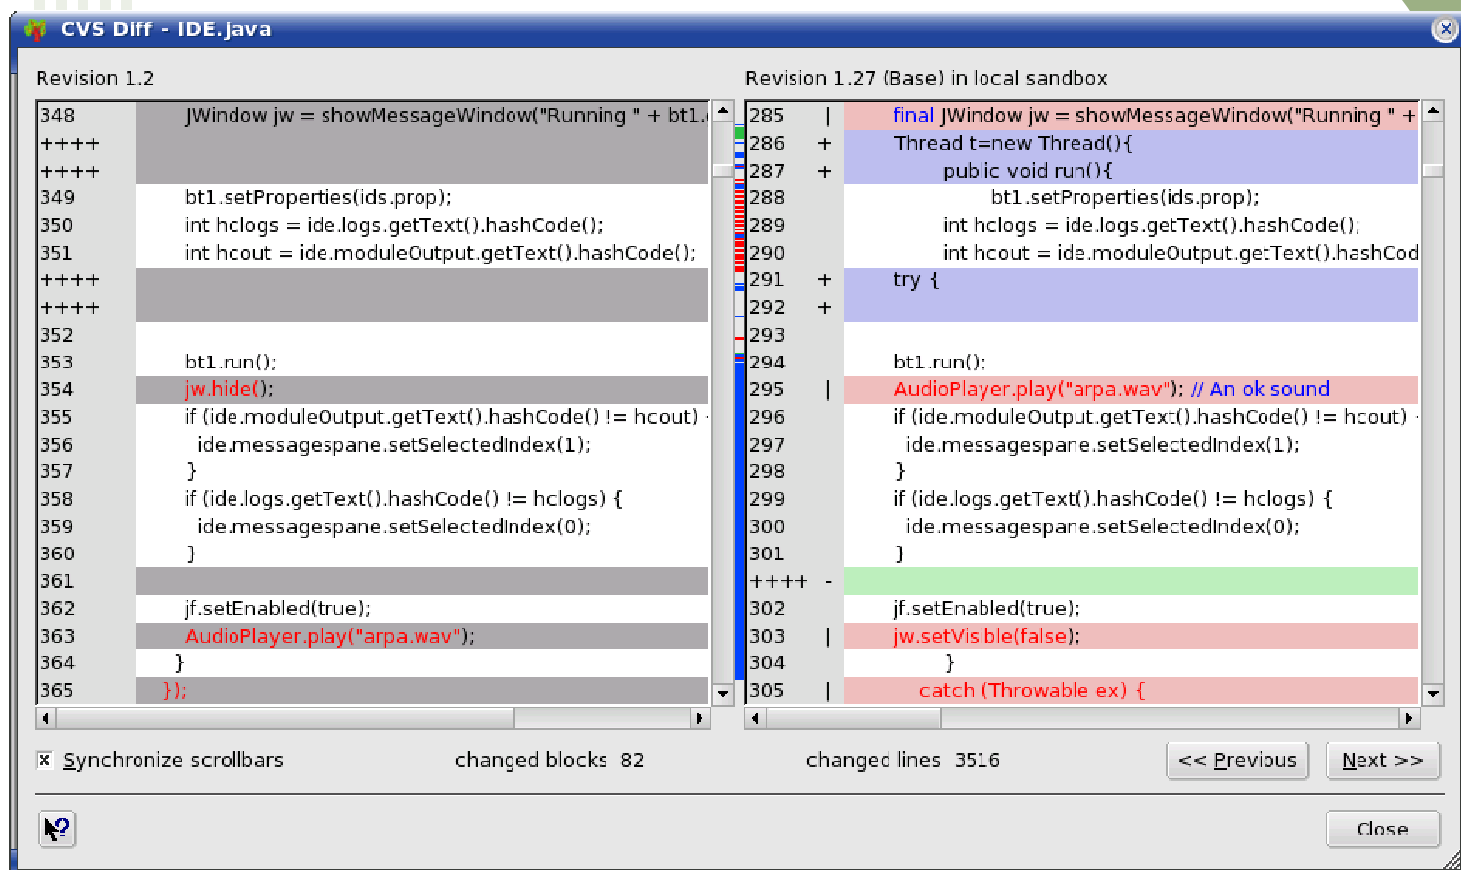 CVS Diff - IDE.java
Revision 1.2
348 JWindow jw = showMessageWindow("Running " + bt1.
++++
++++
349 bt1.setProperties(ids.prop);
350 int hclogs = ide.logs.getText().hashCode();
351 int hcout = ide.moduleOutput.getText().hashCode();
++++
++++
352
353 bt1.run();
354 jw.hide();
355 if (ide.moduleOutput.getText().hashCode() != hcout)
356 ide.messagespane.setSelectedIndex(1);
357 }
358 if (ide.logs.getText().hashCode() != hclogs) {
359 ide.messagespane.setSelectedIndex(0);
360 }
361
362 jf.setEnabled(true);
363 AudioPlayer.play("arpa.wav");
364 }
365 });
Revision 1.27 (Base) in local sandbox
285 | final JWindow jw = showMessageWindow("Running " +
286 + Thread t=new Thread(){
287 + public void run(){
288 bt1.setProperties(ids.prop);
289 int hclogs = ide.logs.getText().hashCode();
290 int hcout = ide.moduleOutput.getText().hashCod
291 + try {
292 +
293
294 bt1.run();
295 | AudioPlayer.play("arpa.wav"); // An ok sound
296 if (ide.moduleOutput.getText().hashCode() != hcout)
297 ide.messagespane.setSelectedIndex(1);
298 }
299 if (ide.logs.getText().hashCode() != hclogs) {
300 ide.messagespane.setSelectedIndex(0);
301 }
++++ -
302 jf.setEnabled(true);
303 | jw.setVisible(false);
304 }
305 | catch (Throwable ex) {
Synchronize scrollbars
changed blocks 82
changed lines 3516
<< Previous
Next >>
Close